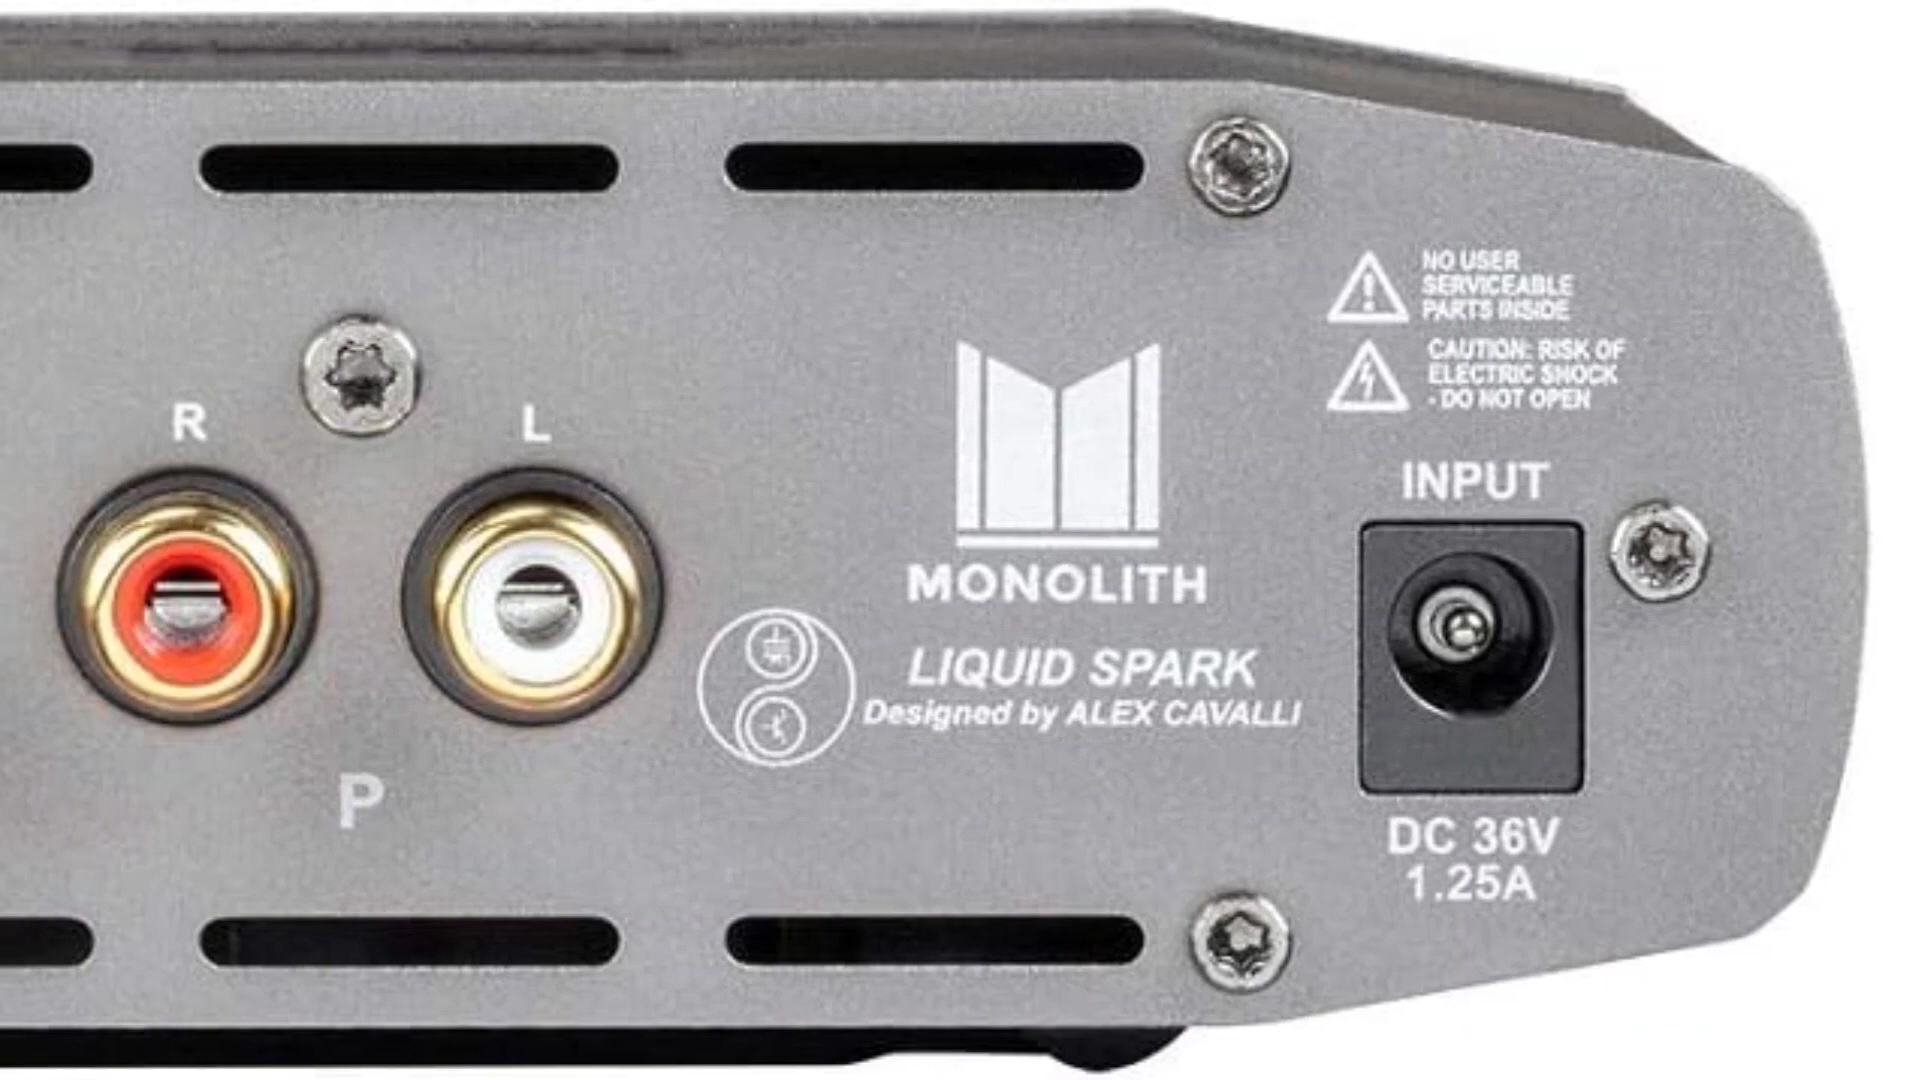 R
L
P
MONOLITH
LIQUID SPARK
Designed by ALEX CAVALLI
NO USER
SERVICEABLE
PARTS INSIDE
CAUTION: RISK OF
ELECTRIC SHOCK
- DO NOT OPEN
INPUT
DC 36V
1.25A